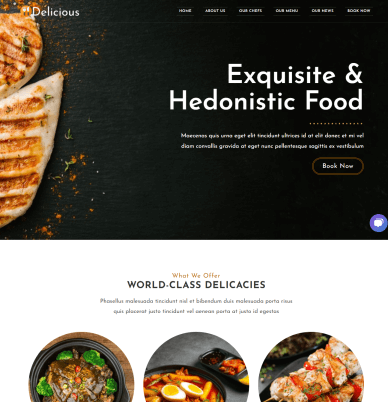 Delicious
HOME ABOUT US OUR CHEFS OUR MENU OUR NEWS BOOK NOW
Exquisite &
Hedonistic Food
Maecenas quis urna eget elit tincidunt ultrices id at elit donec et mi vel
diam convallis gravida at eget nunc pellentesque sagittis ex vestibulum
Book Now
What We Offer
WORLD-CLASS DELICACIES
Phasellus malesuada tincidunt nisl et bibendum duis malesuada porta risus
quis placerat justo tincidunt vel aenean porta at justo id egestas